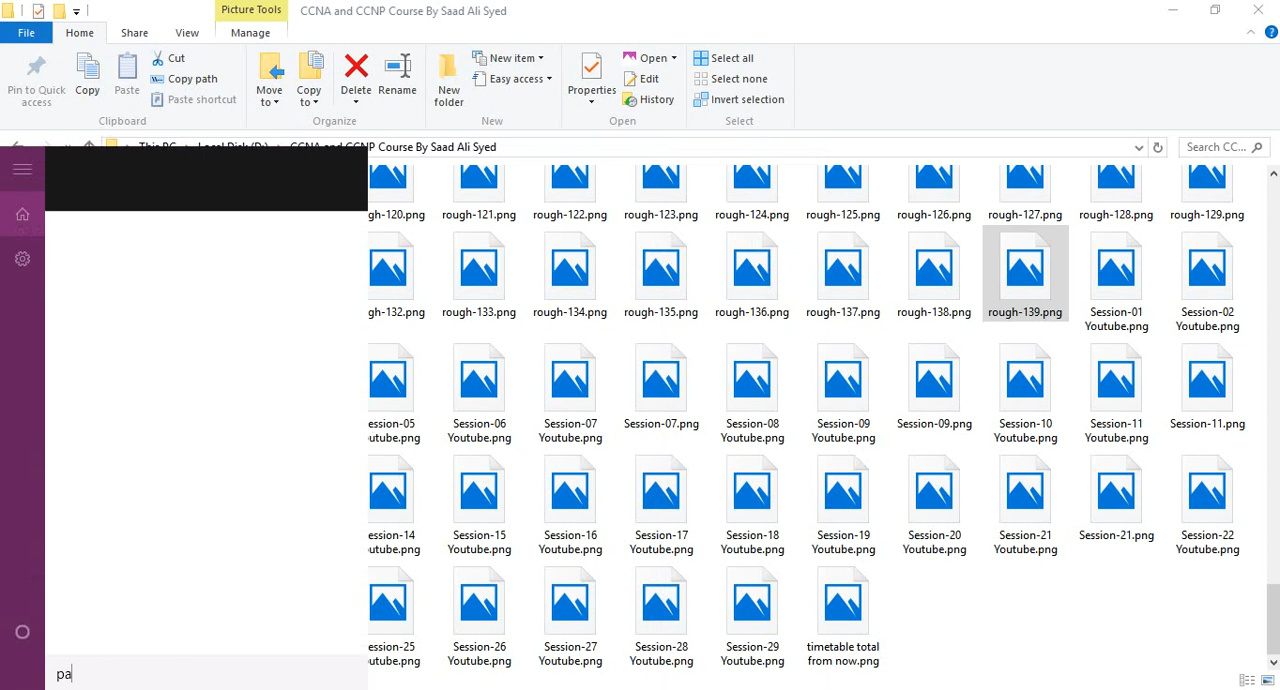 Picture Tools
CCNA and CCNP Course By Saad Ali Syed
File
Home
Share
View
Manage
Pin to Quick access
Copy
Paste
Cut
Copy path
Paste shortcut
Clipboard
Move to
Copy to
Delete
Rename
Organize
New folder
New item
Easy access
New
Properties
Open
Edit
History
Open
Select all
Select none
Invert selection
Select
This PC
Local Disk (D:)
CCNA and CCNP Course By Saad Ali Syed
Search CC...
gh-120.png
rough-121.png
rough-122.png
rough-123.png
rough-124.png
rough-125.png
rough-126.png
rough-127.png
rough-128.png
rough-129.png
gh-132.png
rough-133.png
rough-134.png
rough-135.png
rough-136.png
rough-137.png
rough-138.png
rough-139.png
Session-01 Youtube.png
Session-02 Youtube.png
ession-05 outube.png
Session-06 Youtube.png
Session-07 Youtube.png
Session-07.png
Session-08 Youtube.png
Session-09 Youtube.png
Session-09.png
Session-10 Youtube.png
Session-11 Youtube.png
Session-11.png
ession-14 outube.png
Session-15 Youtube.png
Session-16 Youtube.png
Session-17 Youtube.png
Session-18 Youtube.png
Session-19 Youtube.png
Session-20 Youtube.png
Session-21 Youtube.png
Session-21.png
Session-22 Youtube.png
ession-25 outube.png
Session-26 Youtube.png
Session-27 Youtube.png
Session-28 Youtube.png
Session-29 Youtube.png
timetable total from now.png
pa